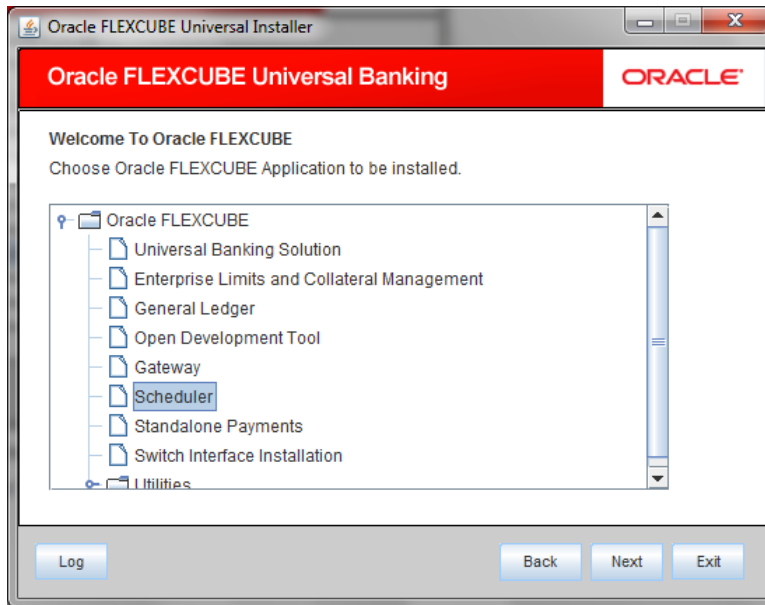 Oracle FLEXCUBE Universal Installer
Oracle FLEXCUBE Universal Banking
ORACLE
Welcome To Oracle FLEXCUBE
Choose Oracle FLEXCUBE Application to be installed.
Oracle FLEXCUBE
Universal Banking Solution
Enterprise Limits and Collateral Management
General Ledger
Open Development Tool
Gateway
Scheduler
Standalone Payments
Switch Interface Installation
Utilities
Log Back Next Exit